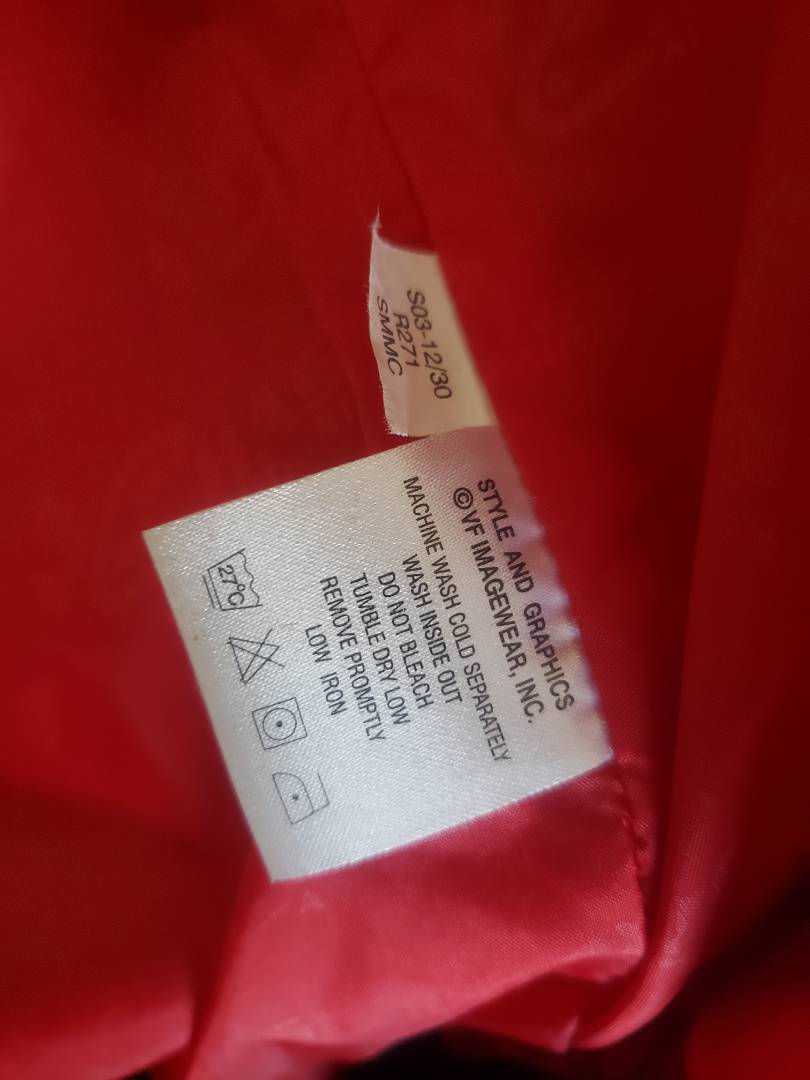 S03-12/30
R271
SMMC
STYLE AND GRAPHICS
©VF IMAGEWEAR, INC.
MACHINE WASH COLD SEPARATELY
WASH INSIDE OUT
DO NOT BLEACH
TUMBLE DRY LOW
REMOVE PROMPTLY
LOW IRON
27°C